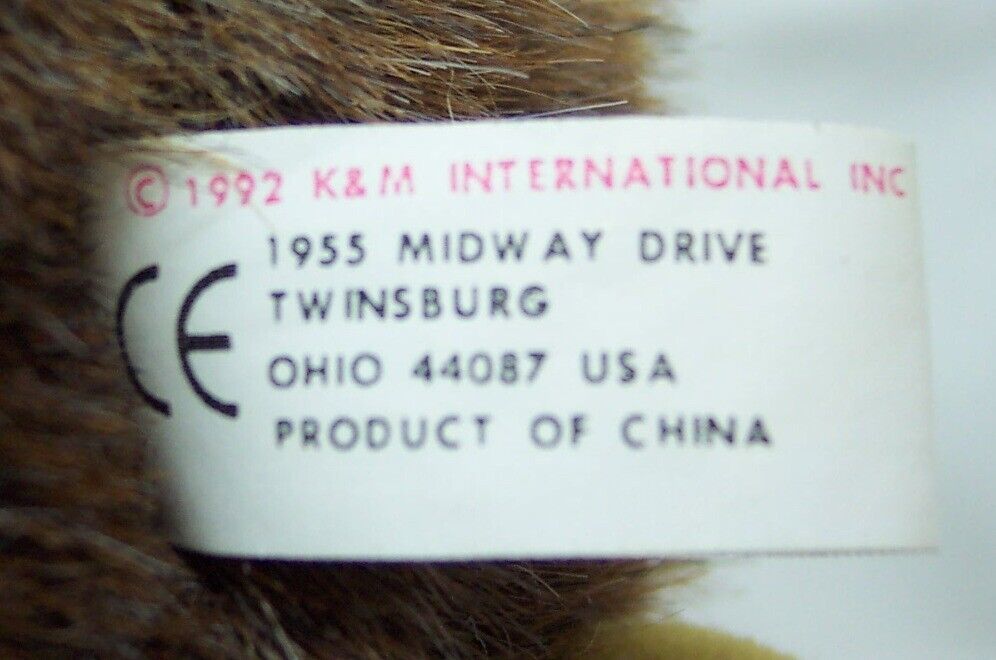 © 1992 K&M INTERNATIONAL INC
1955 MIDWAY DRIVE
TWINSBURG
CE
OHIO 44087 USA
PRODUCT OF CHINA